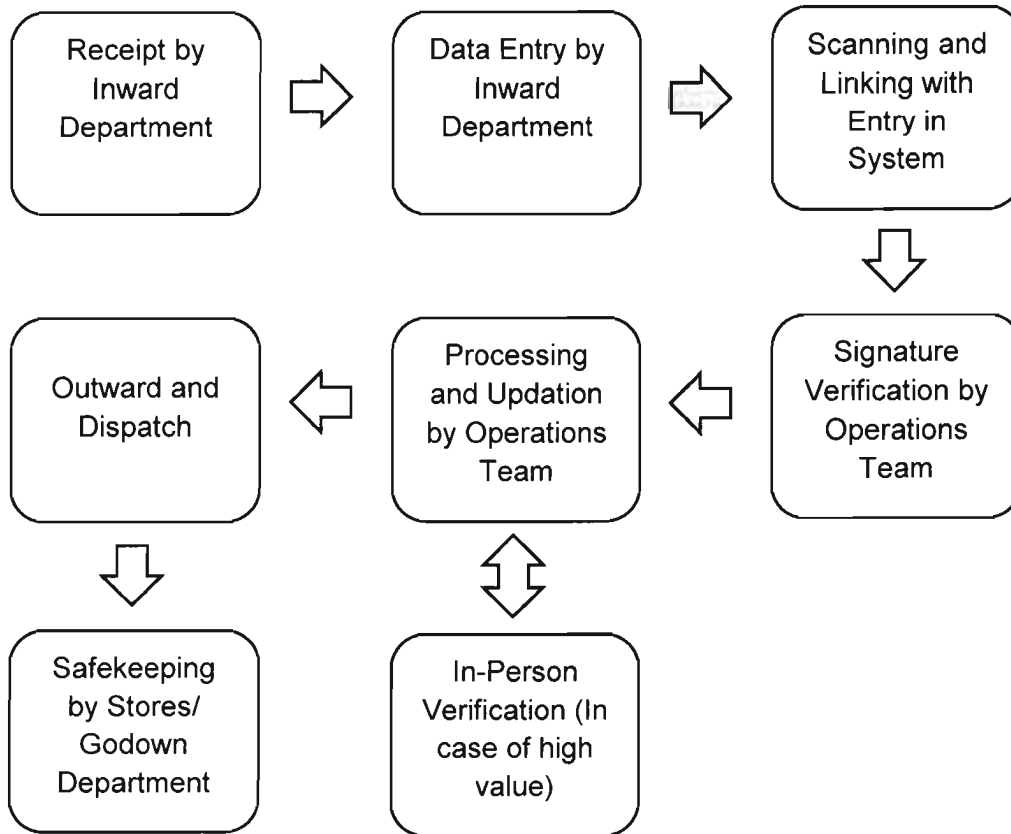 Receipt by
Inward
Department
Data Entry by
Inward
Department
Scanning and
Linking with
Entry in
System
Signature
Verification by
Operations
Team
Processing
and Updation
by Operations
Team
Outward and
Dispatch
Safekeeping
by Stores/
Godown
Department
In-Person
Verification (In
case of high
value)